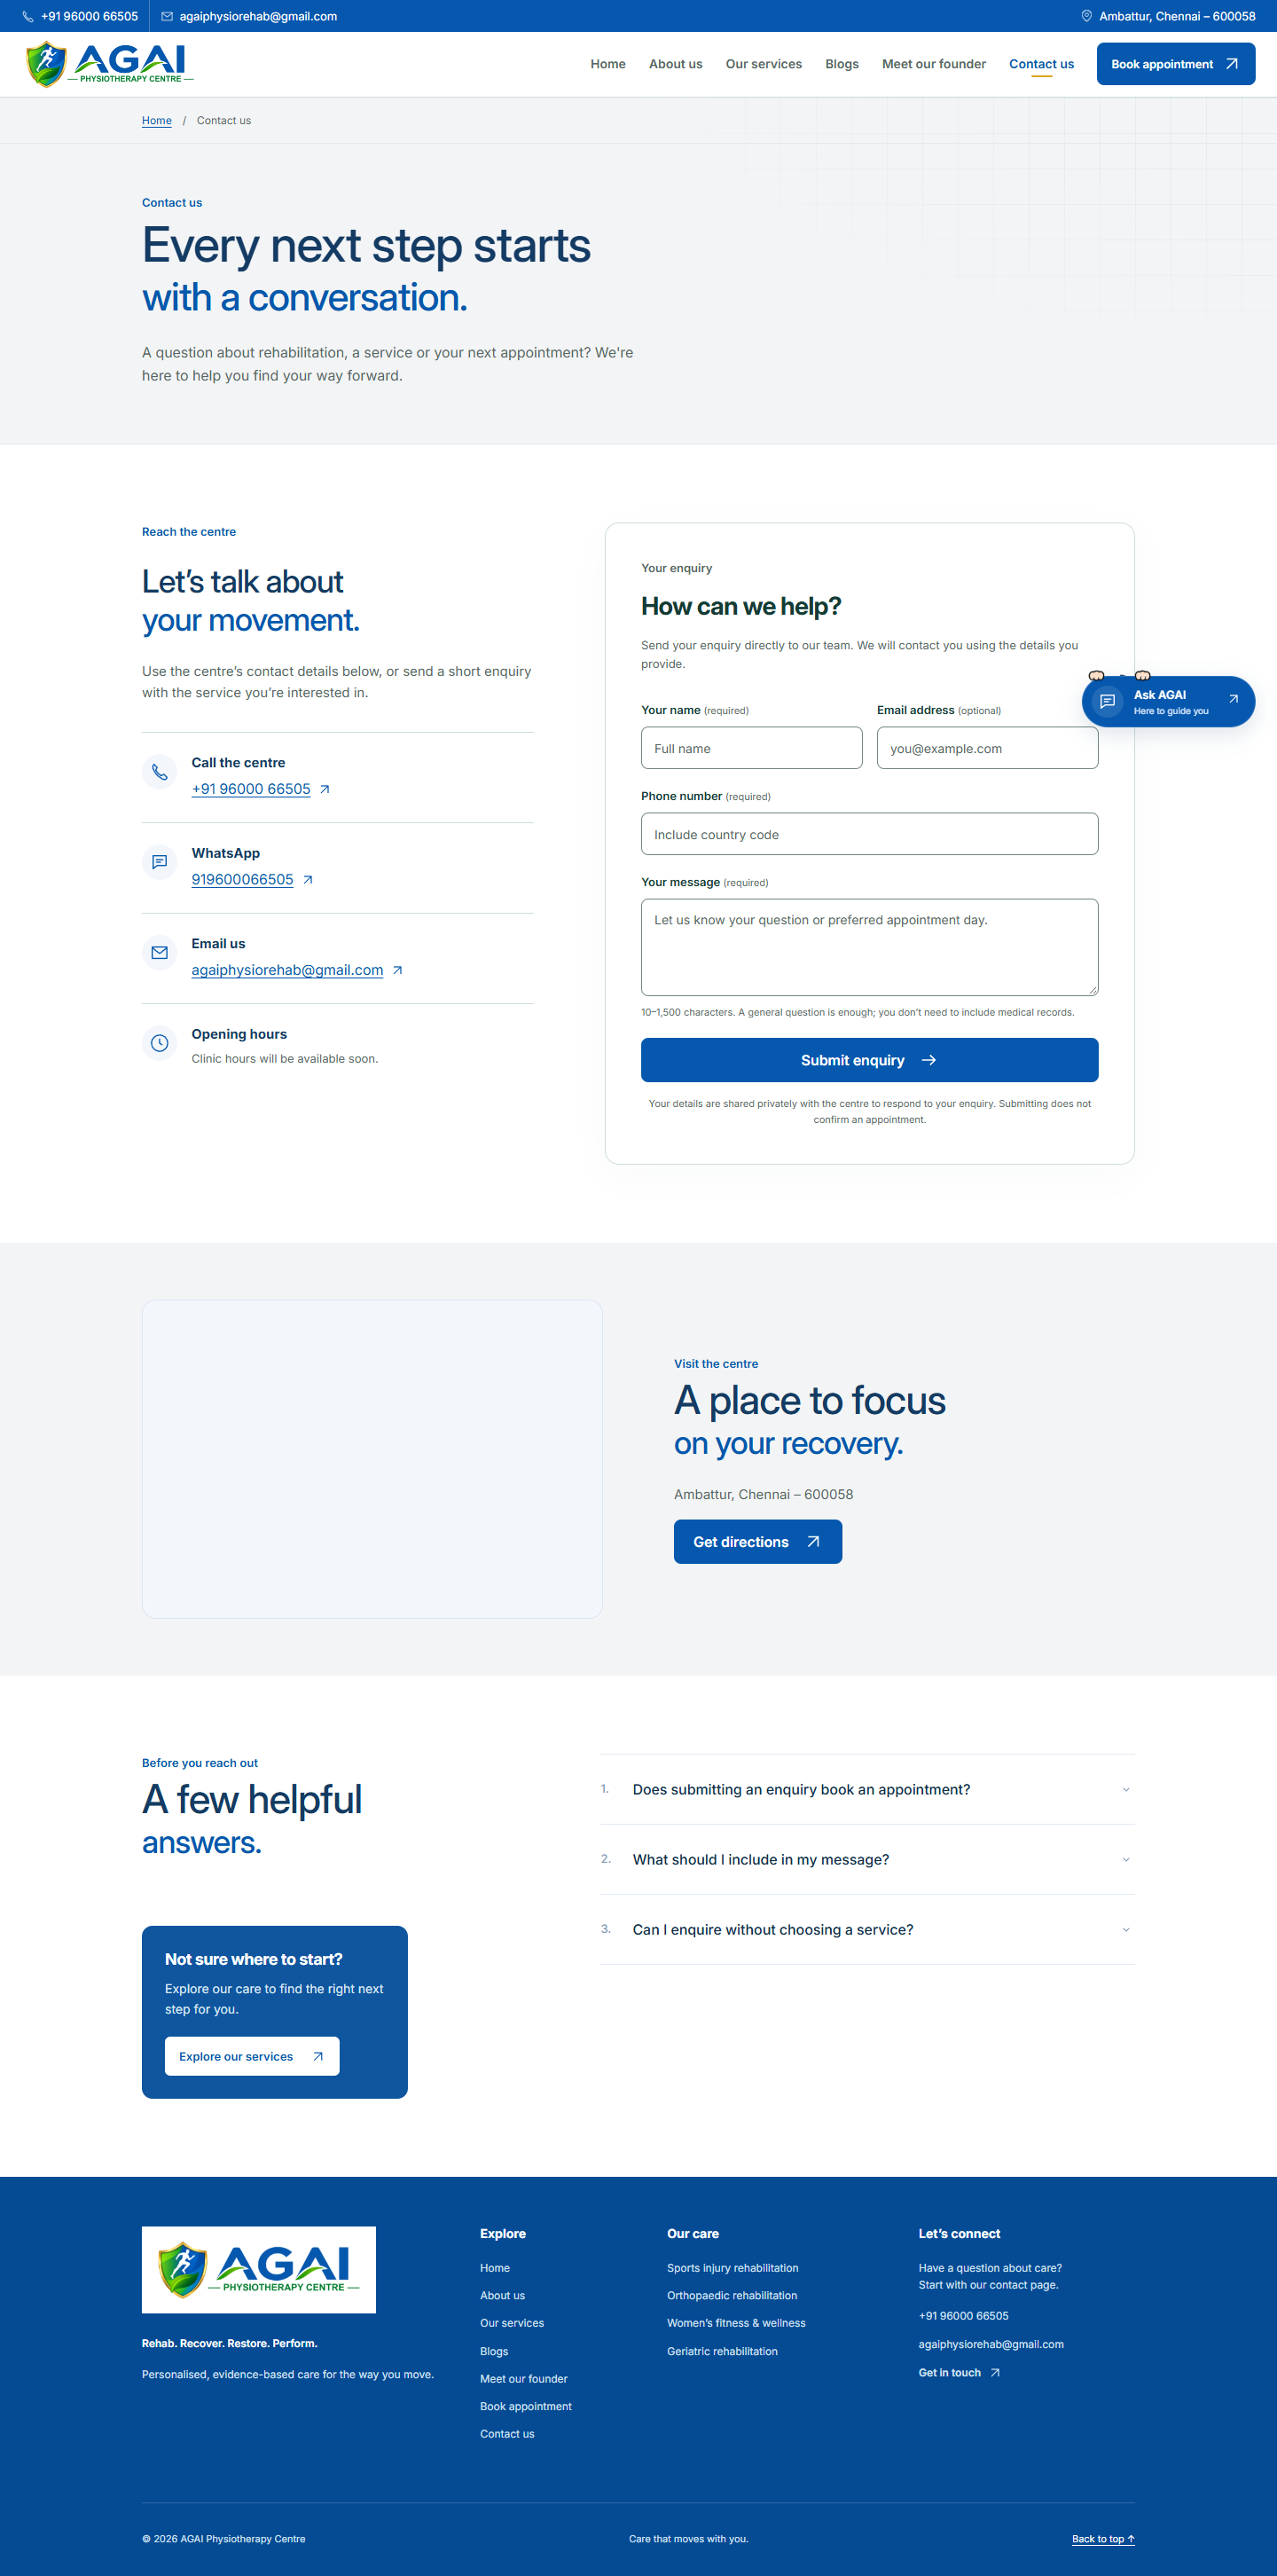 +91 96000 66505
agaiphysiorehab@gmail.com
Ambattur, Chennai – 600058
AGAI
PHYSIOTHERAPY CENTRE
Home
About us
Our services
Blogs
Meet our founder
Contact us
Book appointment
Home / Contact us
Contact us
Every next step starts
with a conversation.
A question about rehabilitation, a service or your next appointment? We're
here to help you find your way forward.
Reach the centre
Let’s talk about
your movement.
Use the centre’s contact details below, or send a short enquiry
with the service you’re interested in.
Call the centre
+91 96000 66505
WhatsApp
919600066505
Email us
agaiphysiorehab@gmail.com
Opening hours
Clinic hours will be available soon.
Your enquiry
How can we help?
Send your enquiry directly to our team. We will contact you using the details you
provide.
Your name (required)
Full name
Email address (optional)
you@example.com
Phone number (required)
Include country code
Your message (required)
Let us know your question or preferred appointment day.
10–1,500 characters. A general question is enough; you don’t need to include medical records.
Submit enquiry
Your details are shared privately with the centre to respond to your enquiry. Submitting does not
confirm an appointment.
Ask AGAI
Here to guide you
Visit the centre
A place to focus
on your recovery.
Ambattur, Chennai – 600058
Get directions
Before you reach out
A few helpful
answers.
Not sure where to start?
Explore our care to find the right next
step for you.
Explore our services
1. Does submitting an enquiry book an appointment?
2. What should I include in my message?
3. Can I enquire without choosing a service?
AGAI
PHYSIOTHERAPY CENTRE
Rehab. Recover. Restore. Perform.
Personalised, evidence-based care for the way you move.
Explore
Home
About us
Our services
Blogs
Meet our founder
Book appointment
Contact us
Our care
Sports injury rehabilitation
Orthopaedic rehabilitation
Women’s fitness & wellness
Geriatric rehabilitation
Let’s connect
Have a question about care?
Start with our contact page.
+91 96000 66505
agaiphysiorehab@gmail.com
Get in touch
© 2026 AGAI Physiotherapy Centre
Care that moves with you.
Back to top ↑